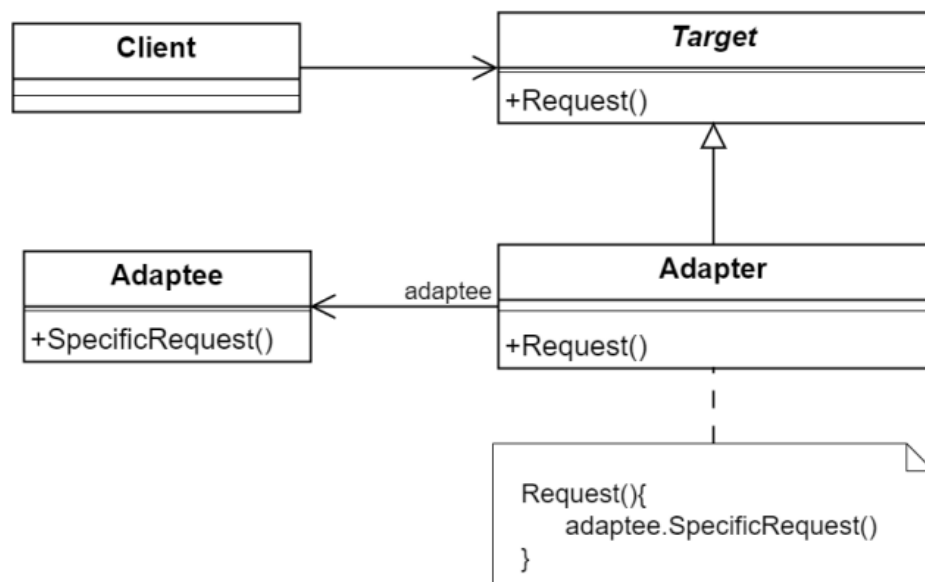 Client
Target
+Request()
Adaptee
+SpecificRequest()
adaptee
Adapter
+Request()
Request(){
adaptee.SpecificRequest()
}